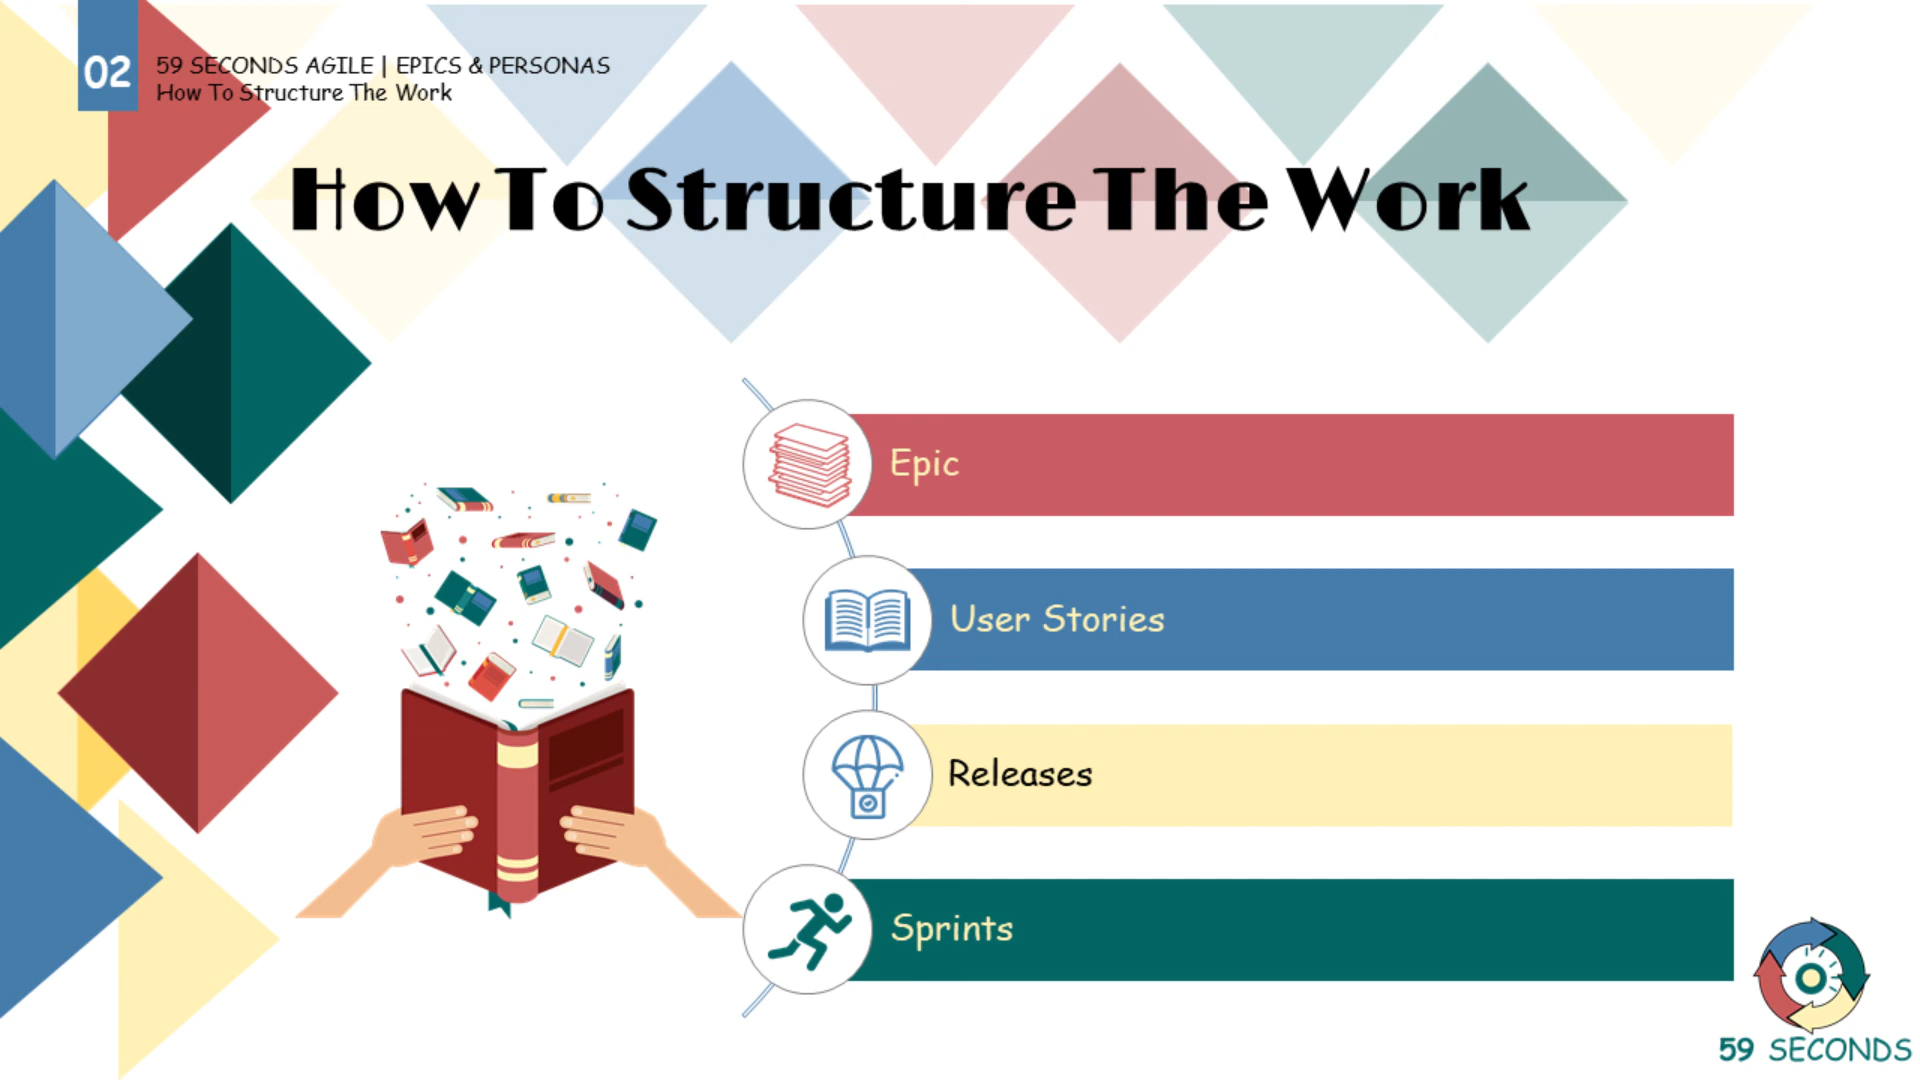 02
59 SECONDS AGILE | EPICS & PERSONAS
How To Structure The Work
How To Structure The Work
Epic
User Stories
Releases
Sprints
59 SECONDS